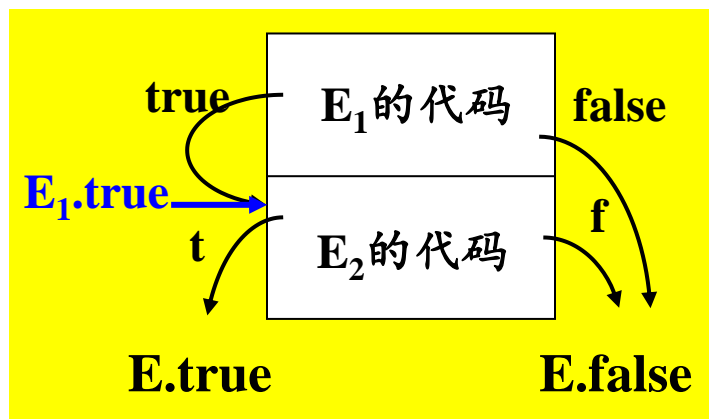 true
E₁的代码
false
E₁.true
t
E₂的代码
f
E.true
E.false